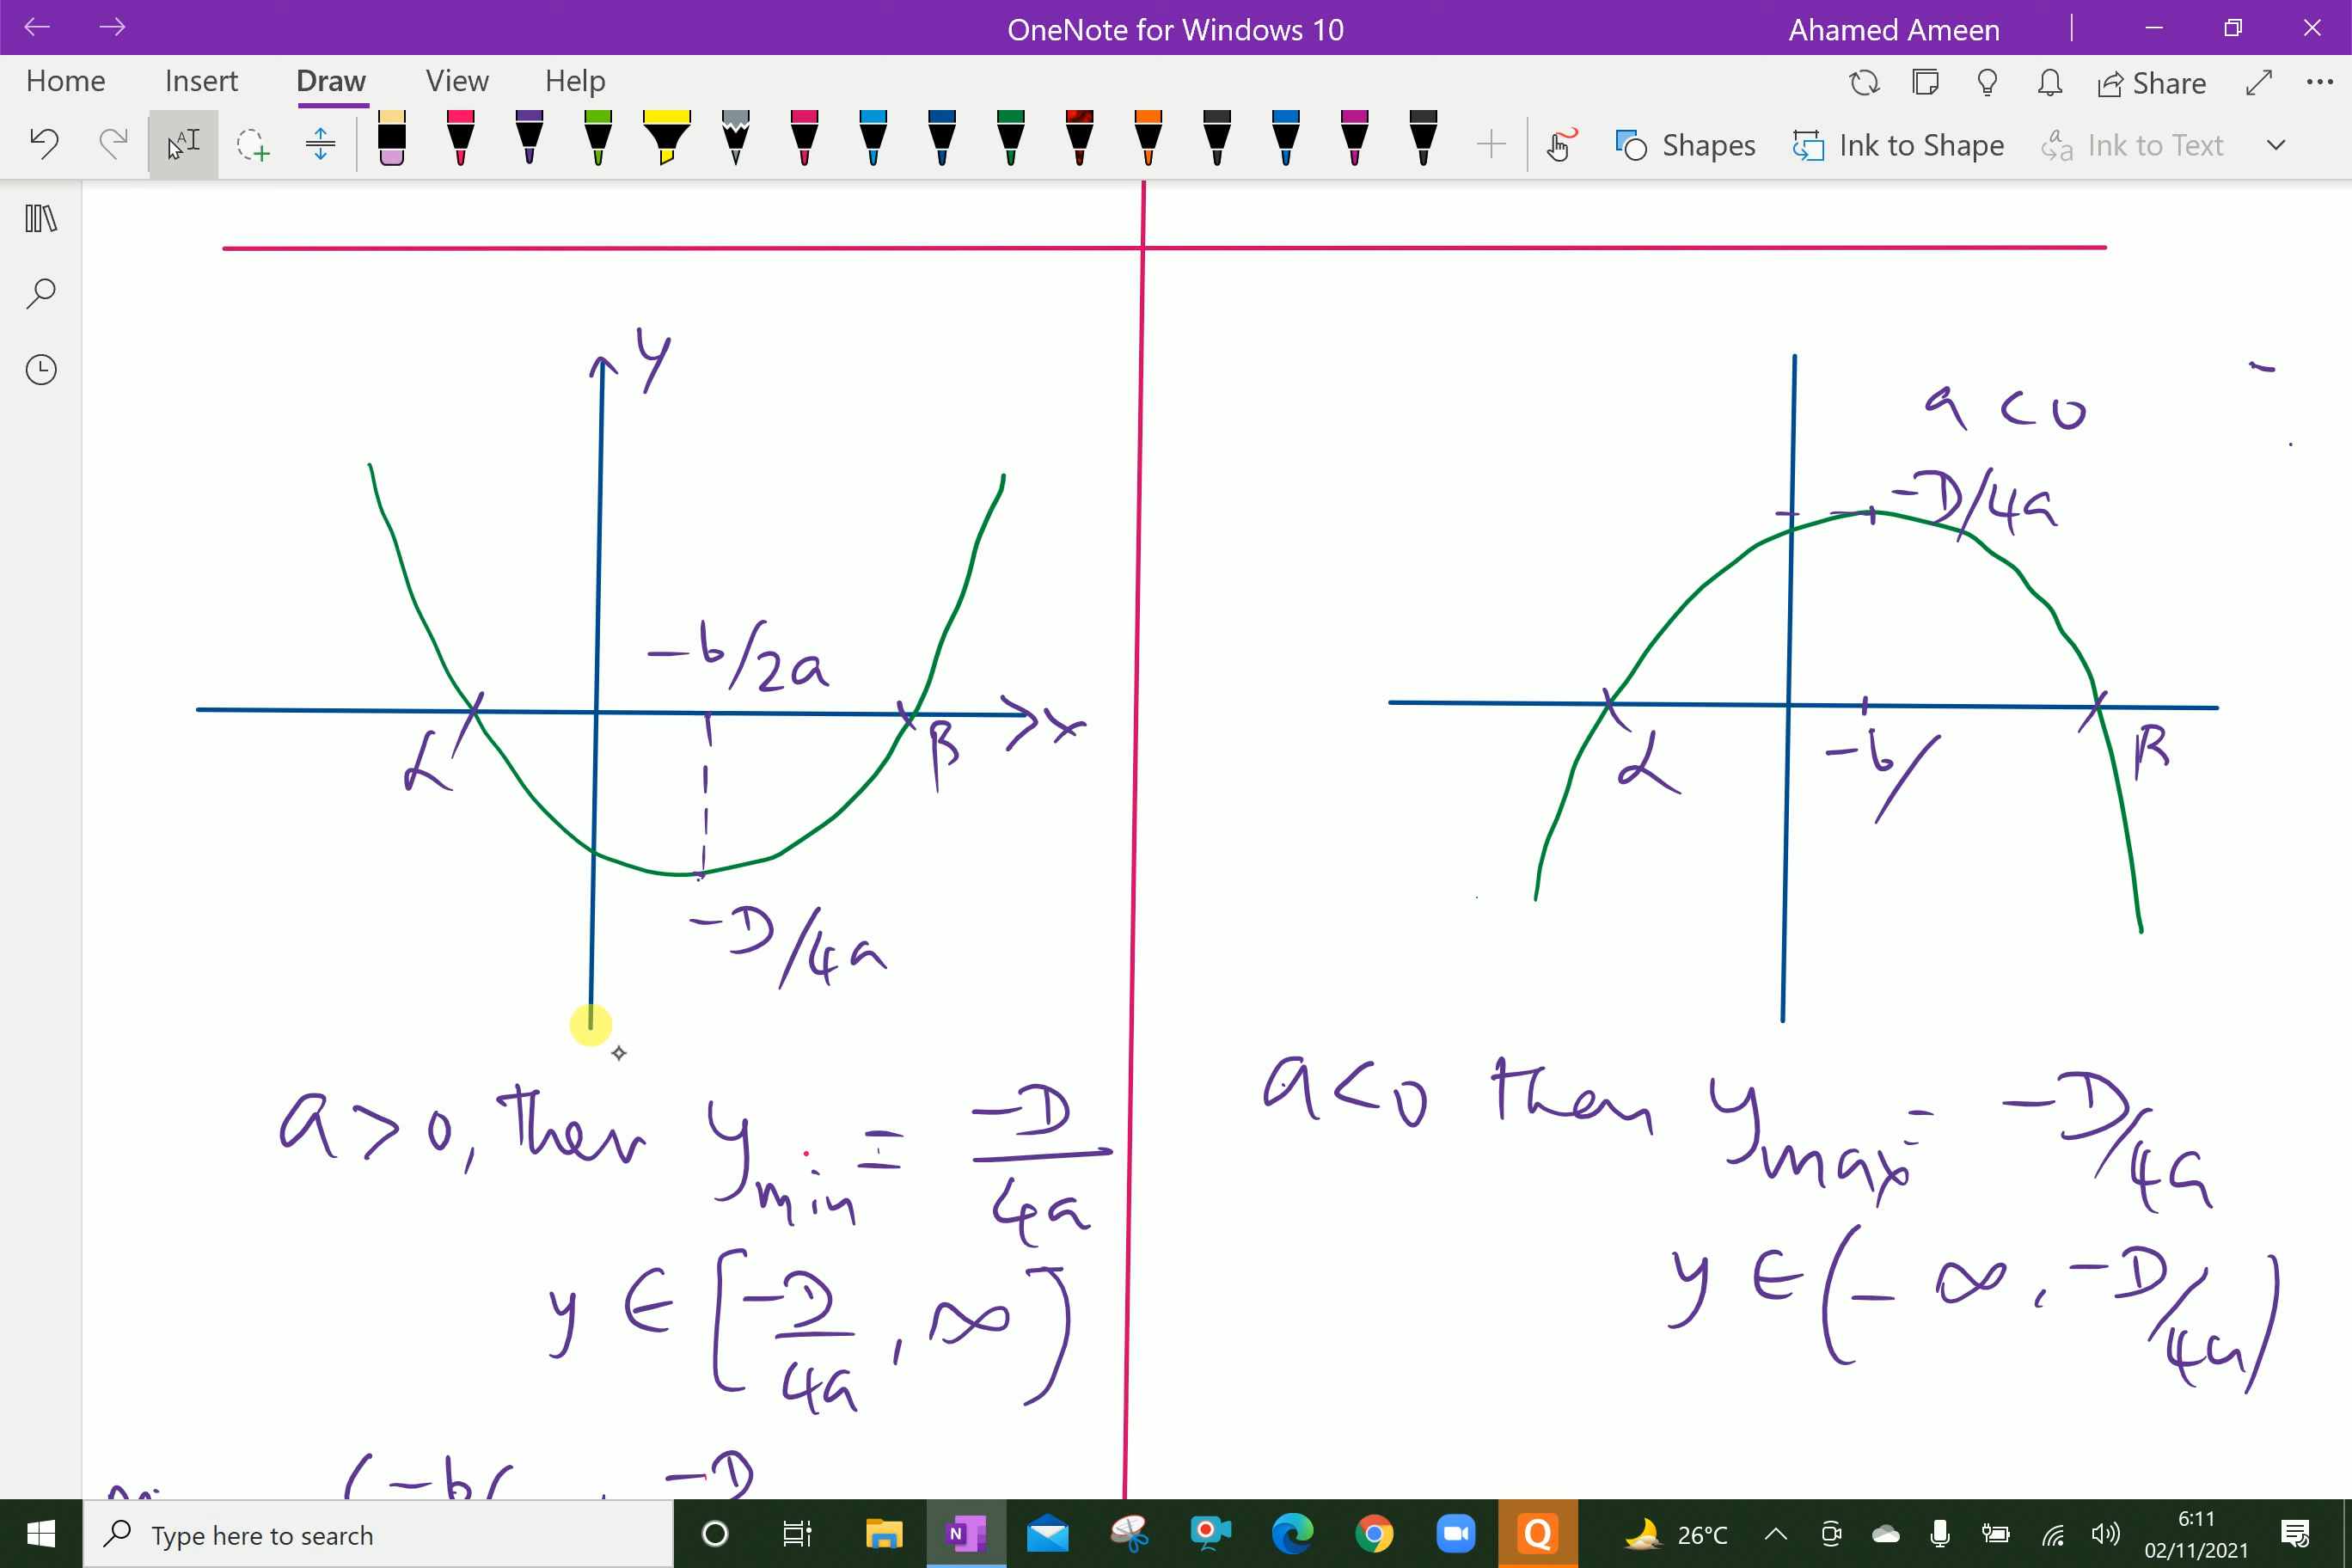 OneNote for Windows 10
Ahamed Ameen
Home Insert Draw View Help
Share
Shapes
Ink to Shape
Ink to Text
y
-b/2a
α
β
x
-D/4a
a > 0, then y min = -D/4a
y ∈ [-D/4a, ∞)
a < 0
-D/4a
α
-b/
β
a < 0 then y max = -D/4a
y ∈ (-∞, -D/4a)
Type here to search
26°C
6:11
02/11/2021